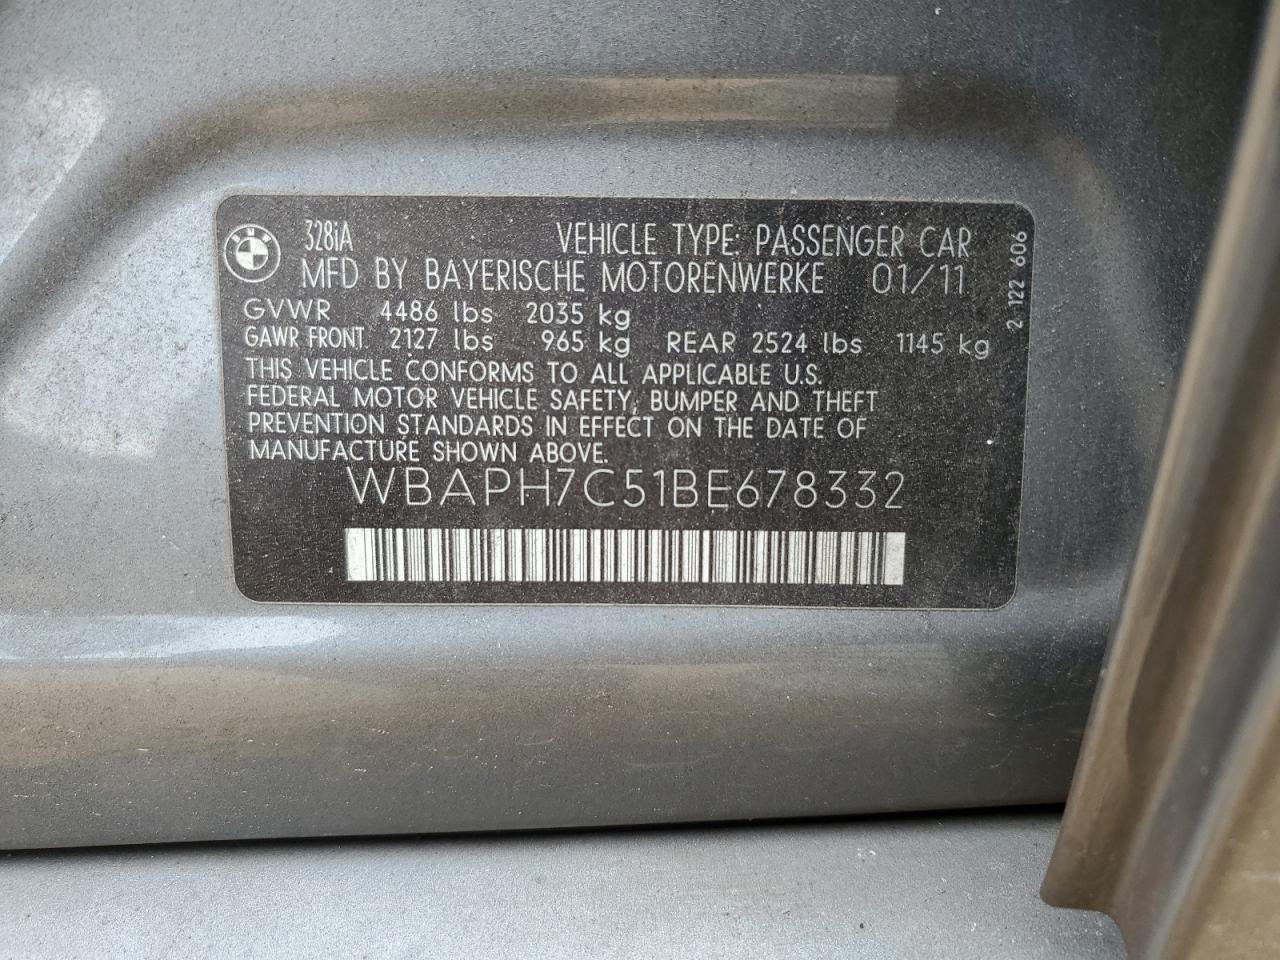 BMW
328iA VEHICLE TYPE: PASSENGER CAR
MFD BY BAYERISCHE MOTORENWERKE 01/11
GVWR 4486 lbs 2035 kg
GAWR FRONT. 2127 lbs 965 kg REAR 2524 lbs 1145 kg
THIS VEHICLE CONFORMS TO ALL APPLICABLE U.S.
FEDERAL MOTOR VEHICLE SAFETY, BUMPER AND THEFT
PREVENTION STANDARDS IN EFFECT ON THE DATE OF
MANUFACTURE SHOWN ABOVE.
WBAPH7C51BE678332
2 122 606